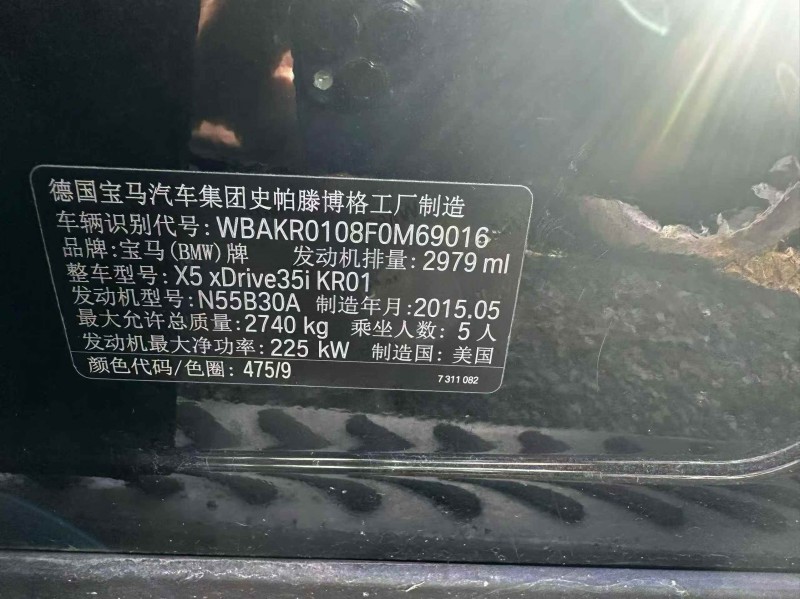 德国宝马汽车集团史帕滕博格工厂制造
车辆识别代号: WBAKR0108F0M69016
品牌:宝马(BMW)牌 发动机排量:2979 ml
整车型号: X5 xDrive35i KR01
发动机型号:N55B30A 制造年月:2015.05
最大允许总质量:2740 kg 乘坐人数: 5 人
发动机最大净功率:225 kW 制造国: 美国
颜色代码/色圈: 475/9 7 311 082